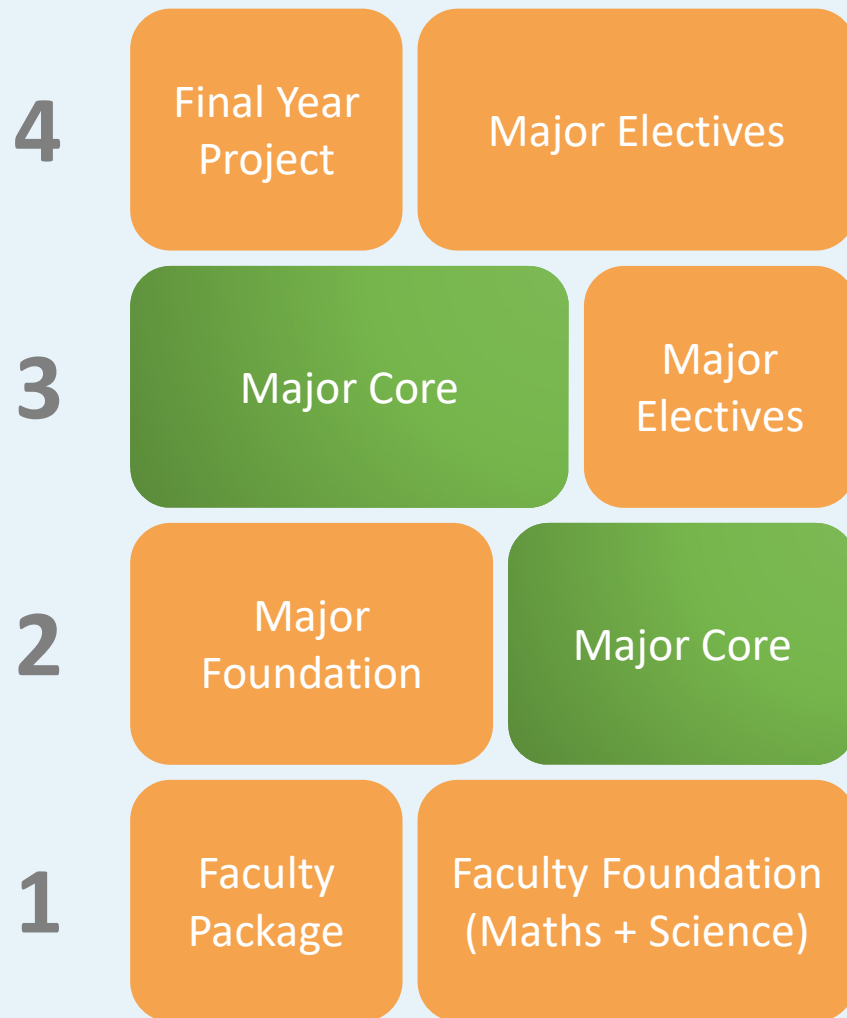 4
Final Year
Project
Major Electives
3
Major Core
Major
Electives
2
Major
Foundation
Major Core
1
Faculty
Package
Faculty Foundation
(Maths + Science)